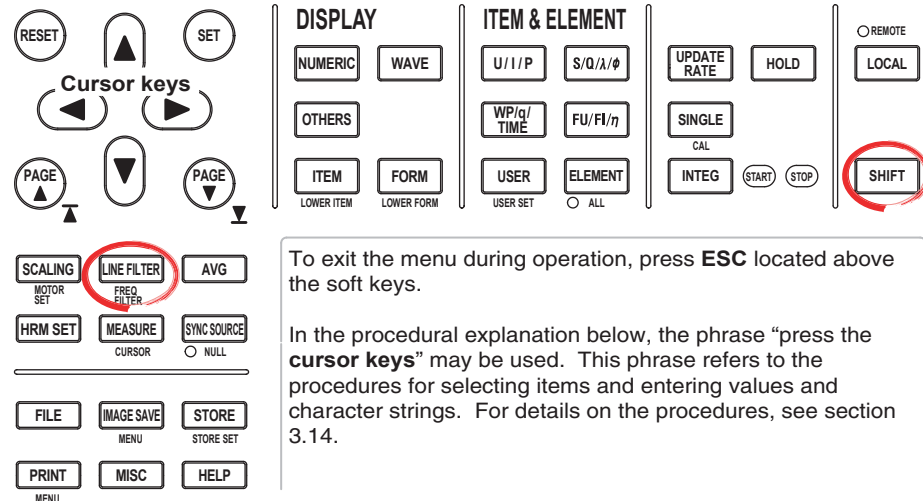 DISPLAY
ITEM & ELEMENT
RESET
SET
REMOTE
NUMERIC
WAVE
U / I / P
S/Q/λ/ϕ
UPDATE
RATE
HOLD
LOCAL
Cursor keys
OTHERS
WP/q/
TIME
FU/FI/η
SINGLE
CAL
PAGE
PAGE
ITEM
FORM
USER
ELEMENT
INTEG
START
STOP
SHIFT
LOWER ITEM
LOWER FORM
USER SET
ALL
SCALING
LINE FILTER
AVG
MOTOR
SET
FREQ
FILTER
HRM SET
MEASURE
SYNC SOURCE
CURSOR
NULL
FILE
IMAGE SAVE
STORE
MENU
STORE SET
PRINT
MISC
HELP
MENU
To exit the menu during operation, press ESC located above
the soft keys.
In the procedural explanation below, the phrase “press the
cursor keys” may be used. This phrase refers to the
procedures for selecting items and entering values and
character strings. For details on the procedures, see section
3.14.